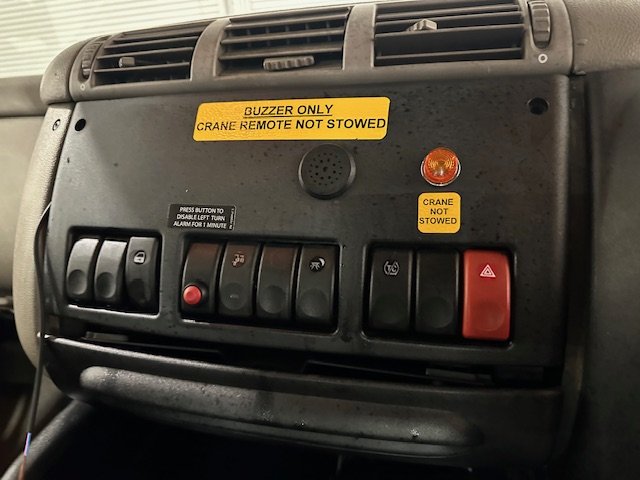 BUZZER ONLY
CRANE REMOTE NOT STOWED
CRANE
NOT
STOWED
PRESS BUTTON TO
DISABLE LEFT TURN
ALARM FOR 1 MINUTE
T/C